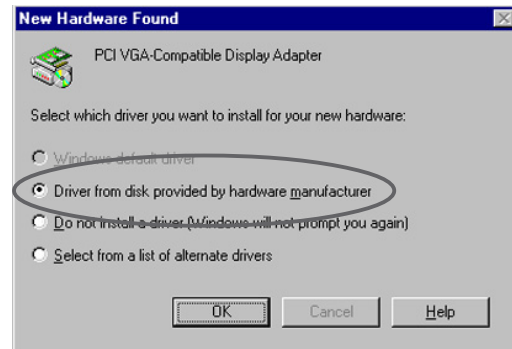 New Hardware Found
PCI VGA-Compatible Display Adapter
Select which driver you want to install for your new hardware:
Windows default driver
Driver from disk provided by hardware manufacturer
Do not install a driver (Windows will not prompt you again)
Select from a list of alternate drivers
OK Cancel Help